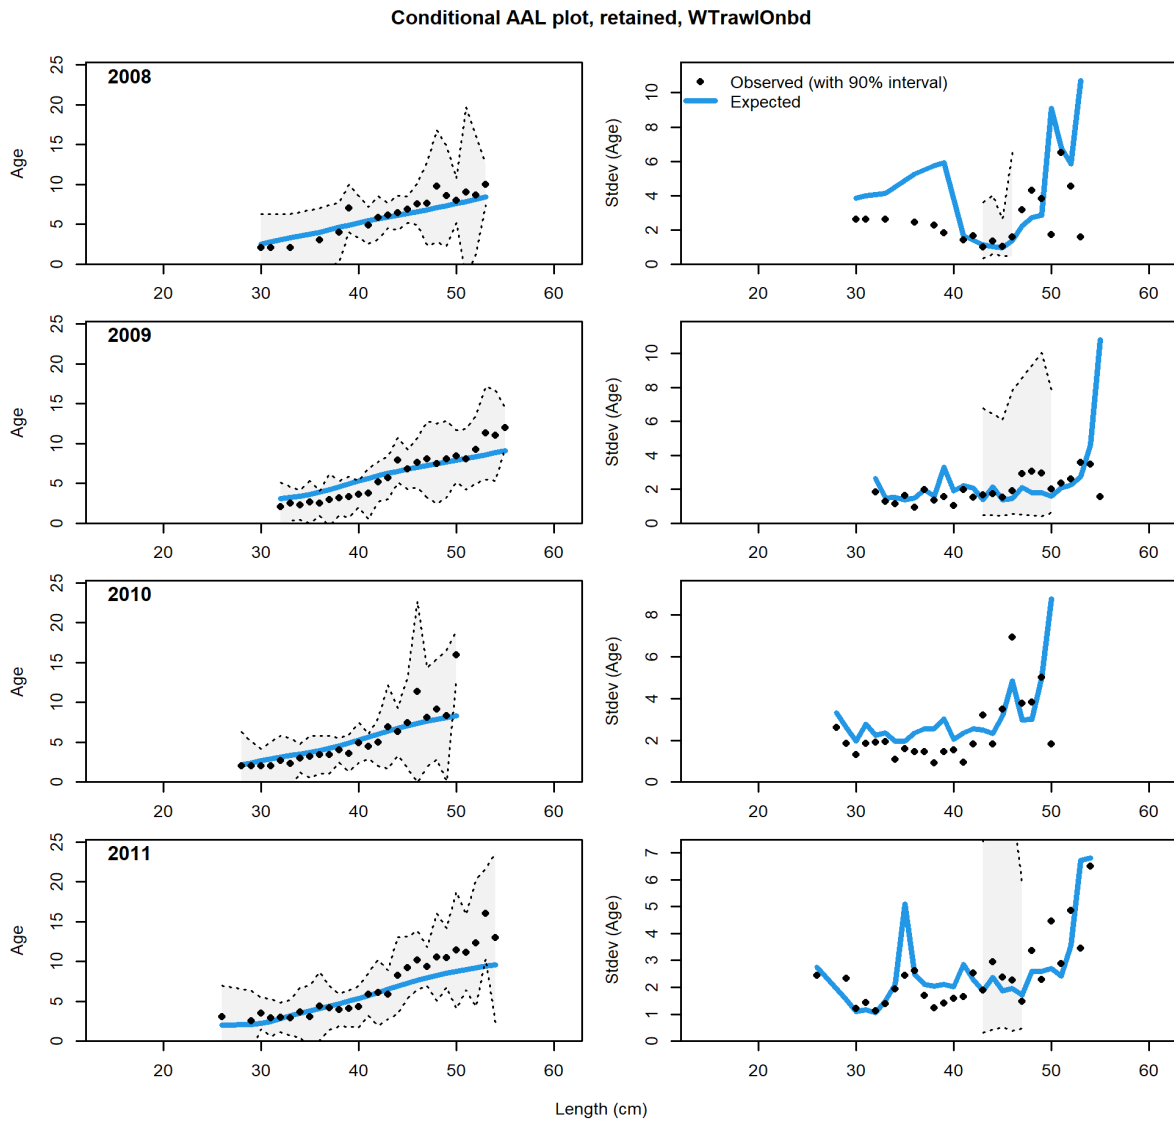 Conditional AAL plot, retained, WTrawlOnbd
2008
Age
0 5 10 15 20 25
20 30 40 50 60
Observed (with 90% interval)
Expected
Stdev (Age)
0 2 4 6 8 10
20 30 40 50 60
2009
Age
0 5 10 15 20 25
20 30 40 50 60
Stdev (Age)
0 2 4 6 8 10
20 30 40 50 60
2010
Age
0 5 10 15 20 25
20 30 40 50 60
Stdev (Age)
0 2 4 6 8
20 30 40 50 60
2011
Age
0 5 10 15 20 25
20 30 40 50 60
Stdev (Age)
0 1 2 3 4 5 6 7
20 30 40 50 60
Length (cm)